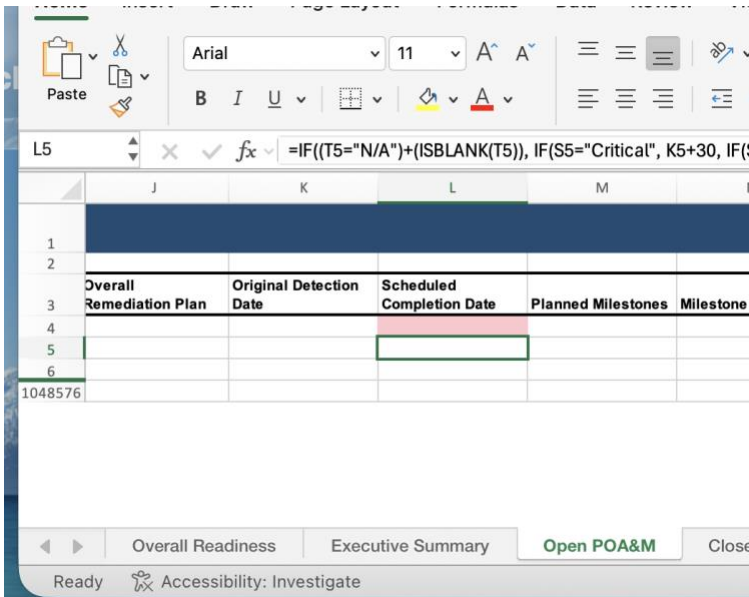 Arial
11
Paste
B I U
A
L5
fx
=IF((T5="N/A")+(ISBLANK(T5)), IF(S5="Critical", K5+30, IF(
J K L M
1
2
3
Overall Remediation Plan
Original Detection Date
Scheduled Completion Date
Planned Milestones
Milestone
4
5
6
1048576
Overall Readiness
Executive Summary
Open POA&M
Close
Ready
Accessibility: Investigate